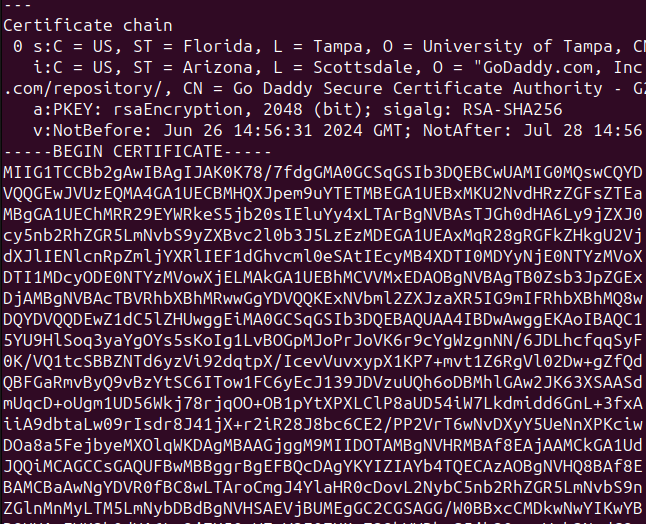 ---
Certificate chain
 0 s:C = US, ST = Florida, L = Tampa, O = University of Tampa, CN
   i:C = US, ST = Arizona, L = Scottsdale, O = "GoDaddy.com, Inc
.com/repository/, CN = Go Daddy Secure Certificate Authority - G2
   a:PKEY: rsaEncryption, 2048 (bit); sigalg: RSA-SHA256
   v:NotBefore: Jun 26 14:56:31 2024 GMT; NotAfter: Jul 28 14:56
-----BEGIN CERTIFICATE-----
MIIG1TCCBb2gAwIBAgIJAK0K78/7fdgGMA0GCSqGSIb3DQEBCwUAMIG0MQswCQYD
VQQGEwJVUzEQMA4GA1UECBMHQXJpem9uYTETMBEGA1UEBxMKU2NvdHRzZGFsZTEa
MBgGA1UEChMRR29EYWRkeS5jb20sIEluYy4xLTArBgNVBAsTJGh0dHA6Ly9jZXJ0
cy5nb2RhZGR5LmNvbS9yZXBvc2l0b3J5LzEzMDEGA1UEAxMqR28gRGFkZHkgU2Vj
dXJlIENlcnRpZmljYXRlIEF1dGhvcml0eSAtIEcyMB4XDTI0MDYyNjE0NTYzMVoX
DTI1MDcyODE0NTYzMVowXjELMAkGA1UEBhMCVVMxEDAOBgNVBAgTB0Zsb3JpZGEx
DjAMBgNVBAcTBVRhbXBhMRwwGgYDVQQKExNVbml2ZXJzaXR5IG9mIFRhbXBhMQ8w
DQYDVQQDEwZ1dC5lZHUwggEiMA0GCSqGSIb3DQEBAQUAA4IBDwAwggEKAoIBAQC1
5YU9HlSoq3yaYgOYs5sKoIg1LvBOGpMJoPrJoVK6r9cYgWzgnNN/6JDLhcfqqSyF
0K/VQ1tcSBBZNTd6yzVi92dqtpX/IcevVuvxypX1KP7+mvt1Z6RgVl02Dw+gZfQd
QBFGaRmvByQ9vBzYtSC6ITow1FC6yEcJ139JDVzuUQh6oDBMhlGAw2JK63XSAASd
mUqcD+oUgm1UD56Wkj78rjqOO+OB1pYtXPXLClP8aUD54iW7Lkdmidd6GnL+3fxA
iiA9dbtaLw09rIsdr8J41jX+r2iR28J8bc6CE2/PP2VrT6wNvDXyY5UeNnXPKciw
DOa8a5FejbyeMXOlqWKDAgMBAAGjggM9MIIDOTAMBgNVHRMBAf8EAjAAMCkGA1Ud
JQQiMCAGCCsGAQUFBwMBBggrBgEFBQcDAgYKYIZIAYb4TQECAzAOBgNVHQ8BAf8E
BAMCBaAwNgYDVR0fBC8wLTAroCmgJ4YlaHR0cDovL2NybC5nb2RhZGR5LmNvbS9n
ZGlnMnMyLTM5LmNybDBdBgNVHSAEVjBUMEgGC2CGSAGG/W0BBxcCMDkwNwYIKwYB